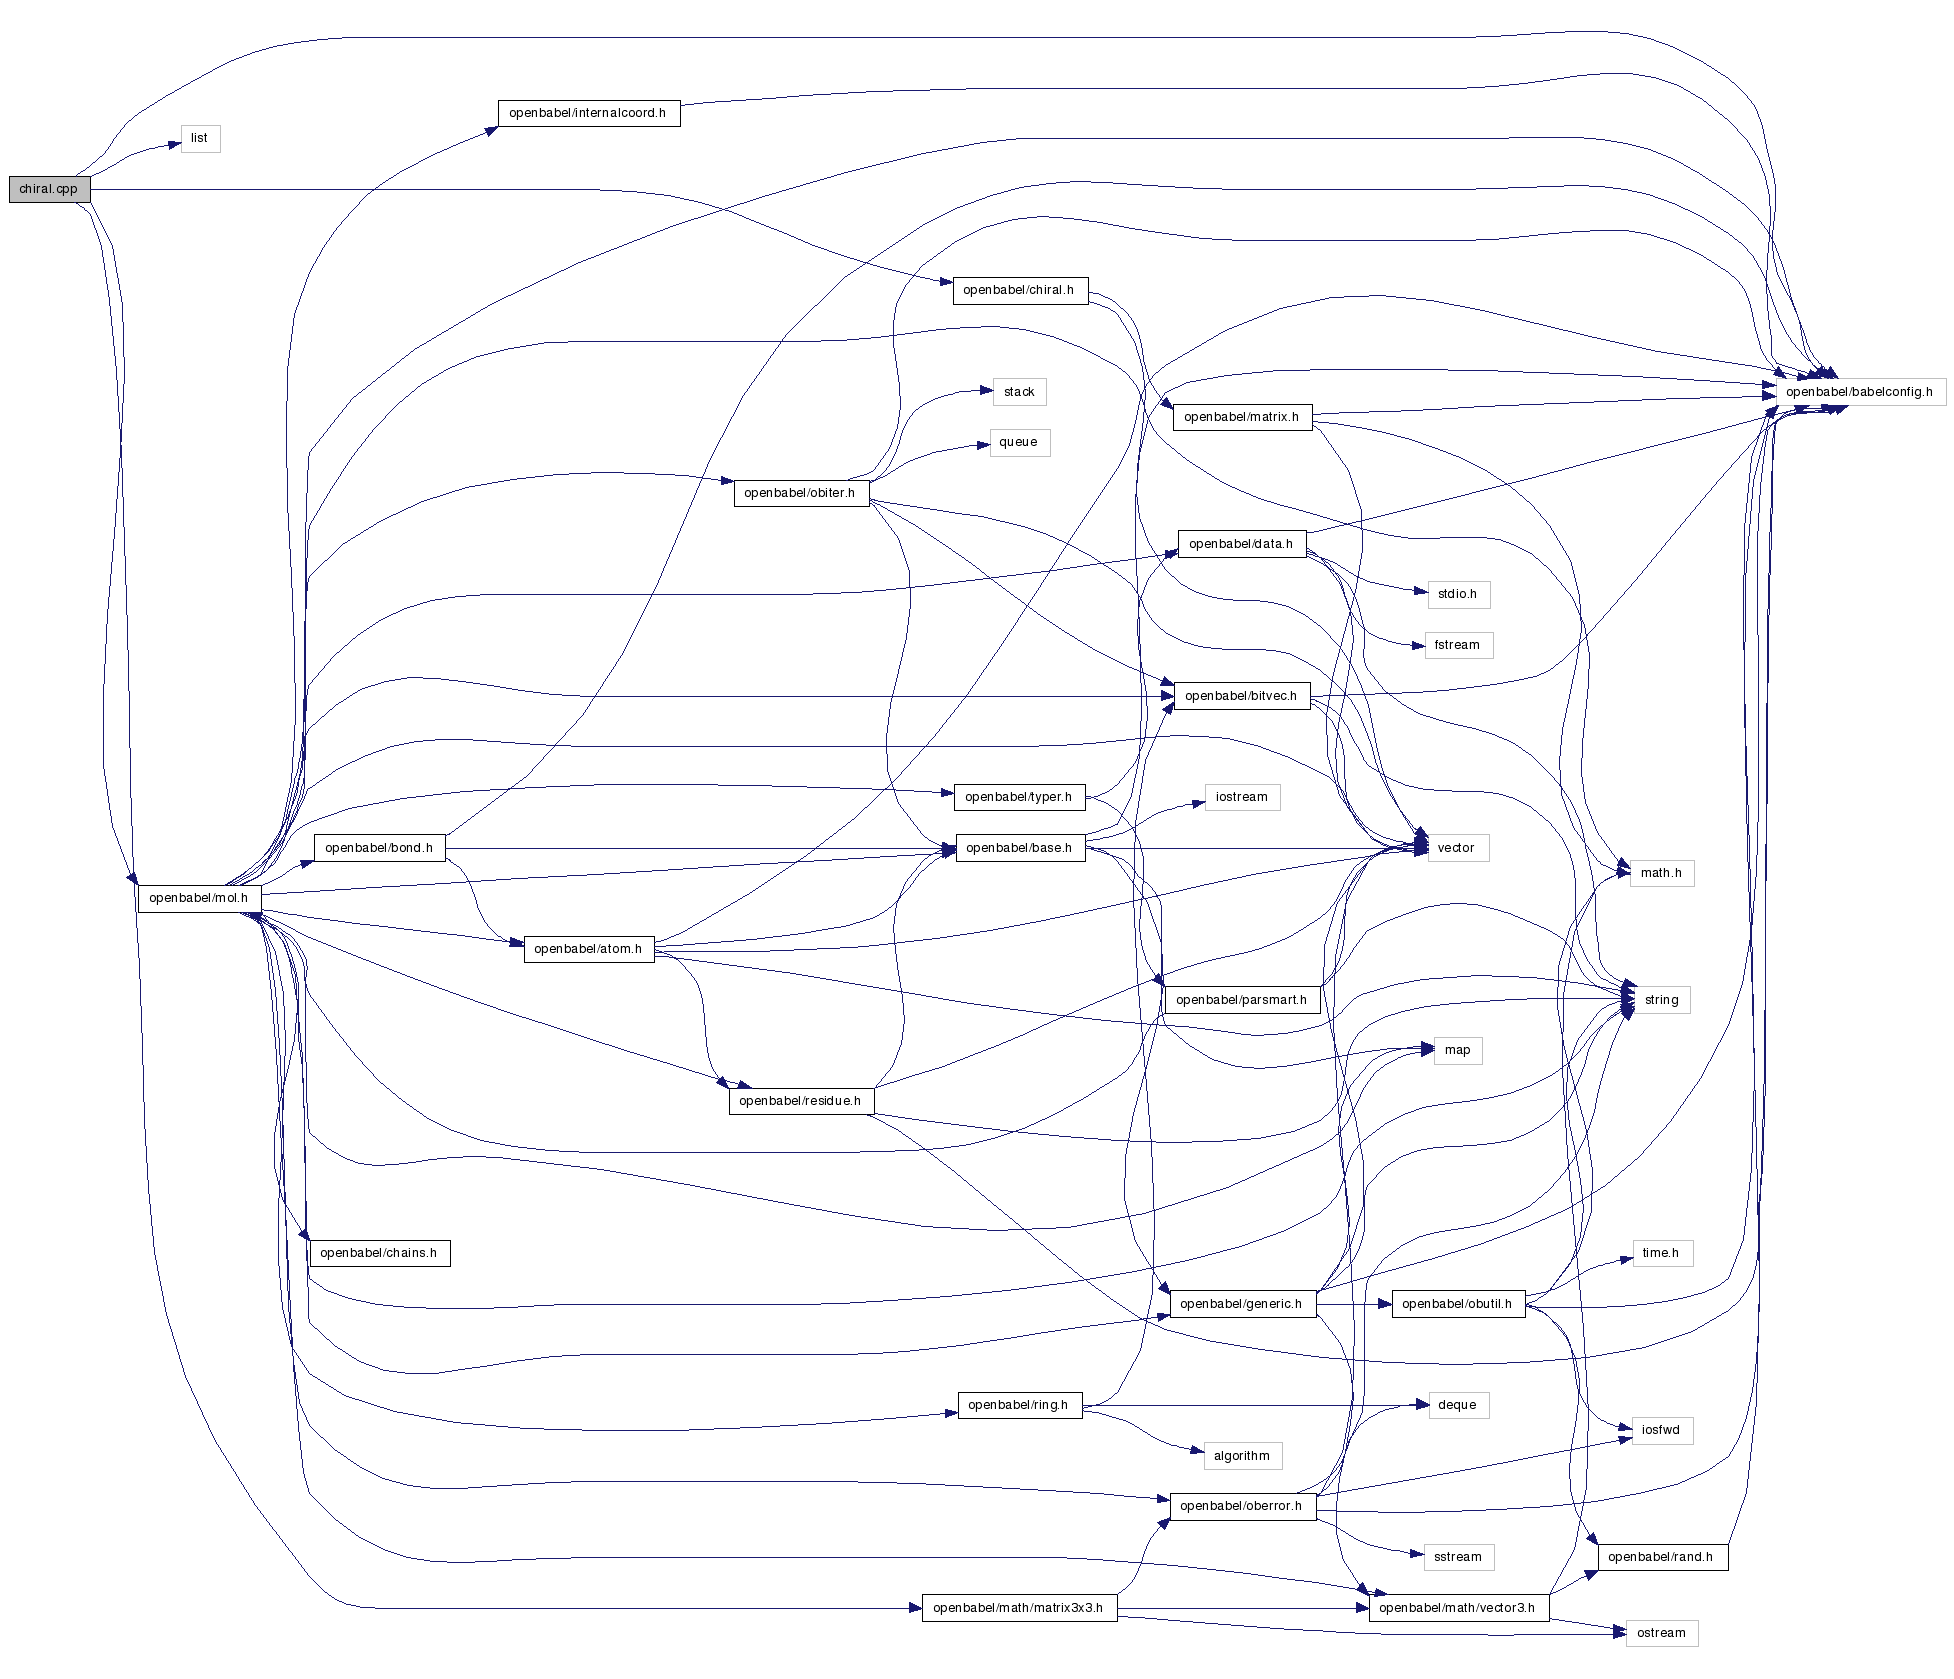 openbabel/internalcoord.h
list
chiral.cpp
openbabel/chiral.h
stack
openbabel/babelconfig.h
openbabel/matrix.h
queue
openbabel/obiter.h
openbabel/data.h
stdio.h
fstream
openbabel/bitvec.h
openbabel/typer.h
iostream
openbabel/bond.h
openbabel/base.h
vector
math.h
openbabel/mol.h
openbabel/atom.h
openbabel/parsmart.h
string
map
openbabel/residue.h
openbabel/chains.h
time.h
openbabel/generic.h
openbabel/obutil.h
openbabel/ring.h
deque
iosfwd
algorithm
openbabel/oberror.h
sstream
openbabel/rand.h
openbabel/math/matrix3x3.h
openbabel/math/vector3.h
ostream